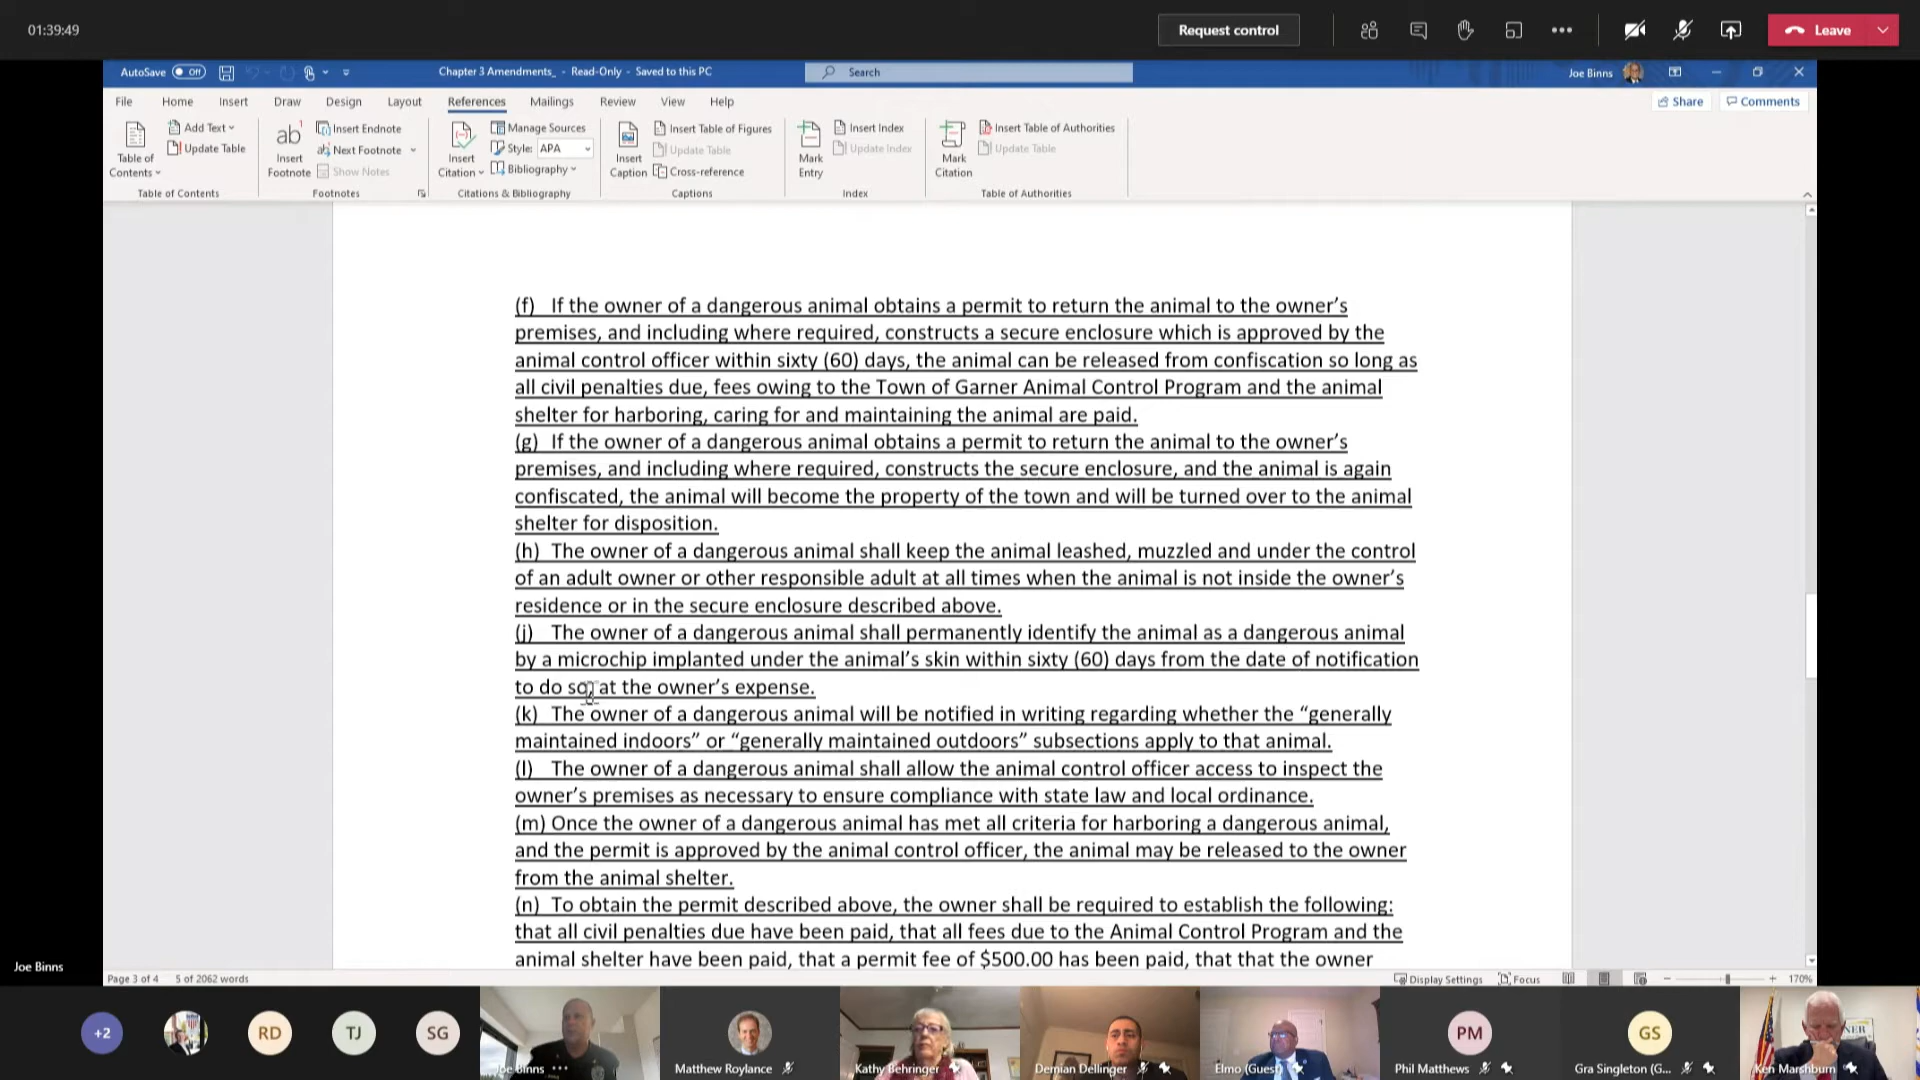 01:39:49
Request control
Leave
AutoSave Off
Chapter 3 Amendments_ - Read-Only - Saved to this PC
Search
Joe Binns
File Home Insert Draw Design Layout References Mailings Review View Help
Share Comments
Table of Contents
Add Text
Update Table
Table of Contents
ab
Insert Footnote
Insert Endnote
Next Footnote
Show Notes
Footnotes
Insert Citation
Manage Sources
Style: APA
Bibliography
Citations & Bibliography
Insert Caption
Insert Table of Figures
Update Table
Cross-reference
Captions
Mark Entry
Insert Index
Update Index
Index
Mark Citation
Insert Table of Authorities
Update Table
Table of Authorities
(f) If the owner of a dangerous animal obtains a permit to return the animal to the owner’s
premises, and including where required, constructs a secure enclosure which is approved by the
animal control officer within sixty (60) days, the animal can be released from confiscation so long as
all civil penalties due, fees owing to the Town of Garner Animal Control Program and the animal
shelter for harboring, caring for and maintaining the animal are paid.
(g) If the owner of a dangerous animal obtains a permit to return the animal to the owner’s
premises, and including where required, constructs the secure enclosure, and the animal is again
confiscated, the animal will become the property of the town and will be turned over to the animal
shelter for disposition.
(h) The owner of a dangerous animal shall keep the animal leashed, muzzled and under the control
of an adult owner or other responsible adult at all times when the animal is not inside the owner’s
residence or in the secure enclosure described above.
(j) The owner of a dangerous animal shall permanently identify the animal as a dangerous animal
by a microchip implanted under the animal’s skin within sixty (60) days from the date of notification
to do so, at the owner’s expense.
(k) The owner of a dangerous animal will be notified in writing regarding whether the “generally
maintained indoors” or “generally maintained outdoors” subsections apply to that animal.
(l) The owner of a dangerous animal shall allow the animal control officer access to inspect the
owner’s premises as necessary to ensure compliance with state law and local ordinance.
(m) Once the owner of a dangerous animal has met all criteria for harboring a dangerous animal,
and the permit is approved by the animal control officer, the animal may be released to the owner
from the animal shelter.
(n) To obtain the permit described above, the owner shall be required to establish the following:
that all civil penalties due have been paid, that all fees due to the Animal Control Program and the
animal shelter have been paid, that a permit fee of $500.00 has been paid, that that the owner
Joe Binns
Page 3 of 4 5 of 2062 words
Display Settings Focus 170%
+2 RD TJ SG
Joe Binns
Matthew Roylance
Kathy Behringer
Demian Dellinger
Elmo (Guest)
PM
Phil Matthews
GS
Gra Singleton (G...
Ken Marshburn